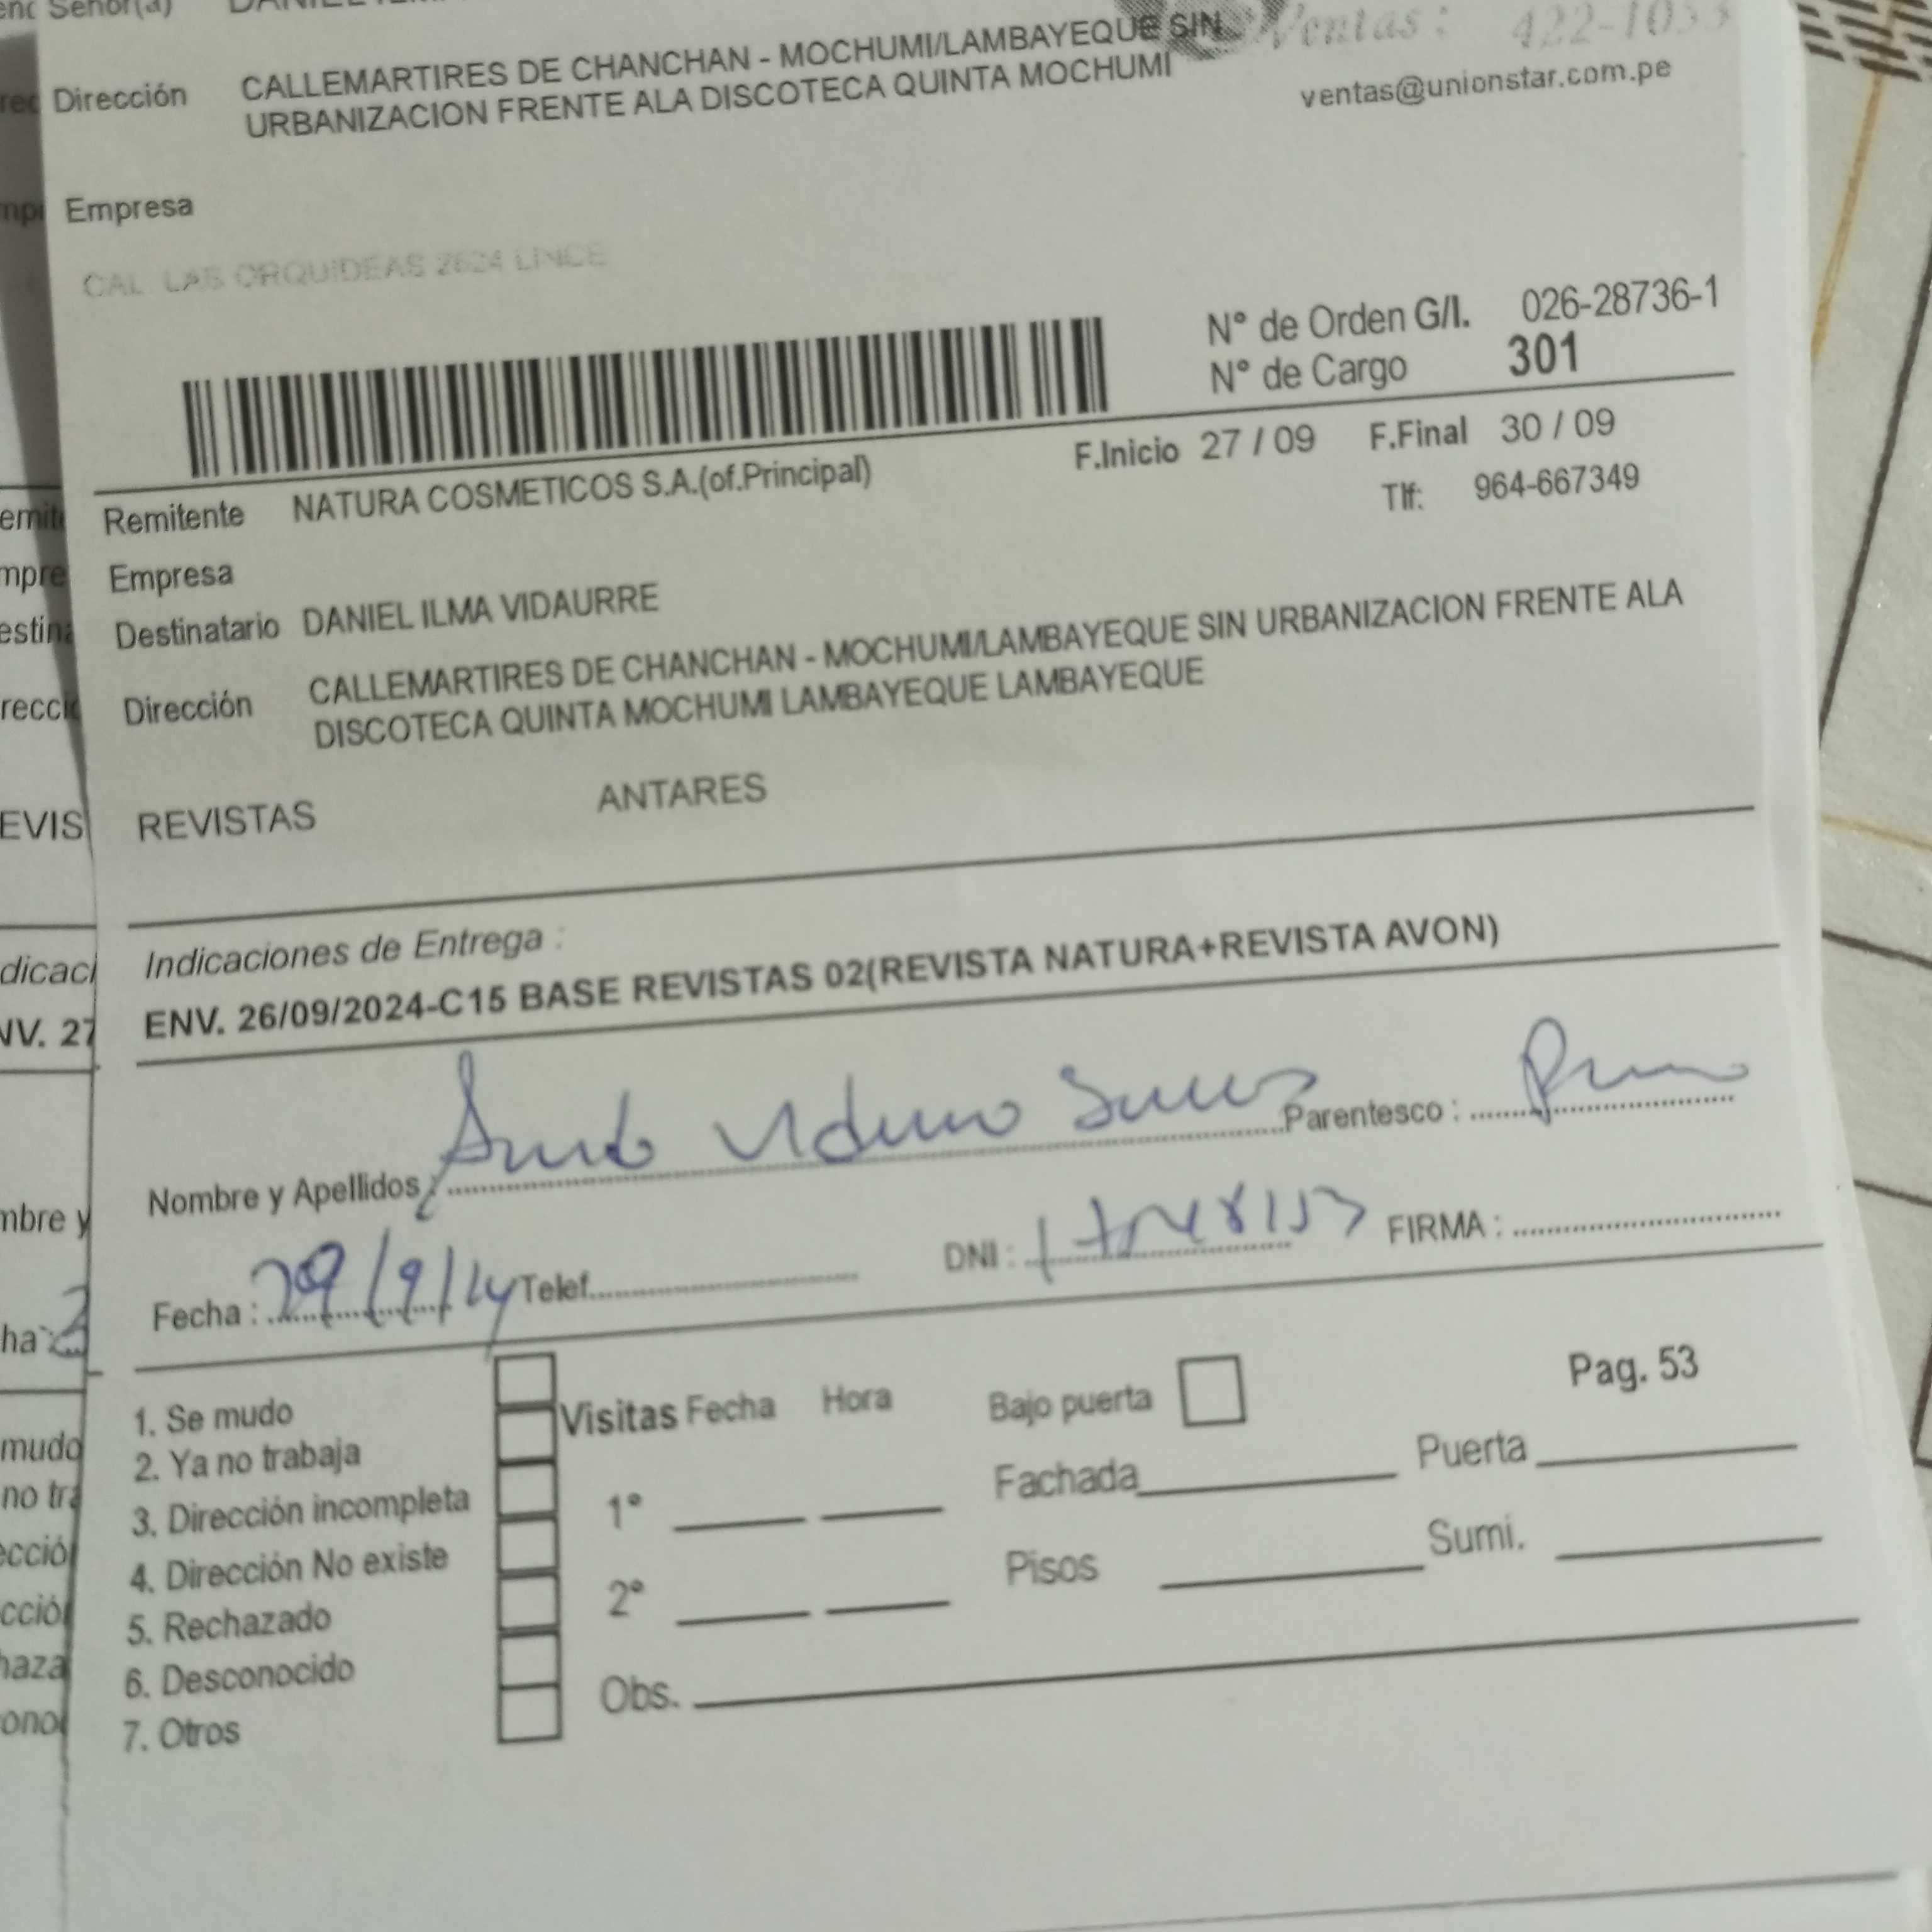 Señor(a)
Ventas: 422-1033
Dirección CALLEMARTIRES DE CHANCHAN - MOCHUMI/LAMBAYEQUE SIN
URBANIZACION FRENTE ALA DISCOTECA QUINTA MOCHUMI
ventas@unionstar.com.pe
Empresa
CAL LAS ORQUIDEAS 2624 LINCE
N° de Orden G/I. 026-28736-1
N° de Cargo 301
F.Inicio 27 / 09 F.Final 30 / 09
Remitente NATURA COSMETICOS S.A.(of.Principal)
Tlf: 964-667349
Empresa
Destinatario DANIEL ILMA VIDAURRE
Dirección CALLEMARTIRES DE CHANCHAN - MOCHUMI/LAMBAYEQUE SIN URBANIZACION FRENTE ALA
DISCOTECA QUINTA MOCHUMI LAMBAYEQUE LAMBAYEQUE
REVISTAS ANTARES
Indicaciones de Entrega :
ENV. 26/09/2024-C15 BASE REVISTAS 02(REVISTA NATURA+REVISTA AVON)
Nombre y Apellidos Parentesco :
Fecha : 29/9/24 Telef. DNI : FIRMA :
1. Se mudo
2. Ya no trabaja
3. Dirección incompleta
4. Dirección No existe
5. Rechazado
6. Desconocido
7. Otros
Visitas Fecha Hora
1°
2°
Obs.
Bajo puerta
Pag. 53
Fachada Puerta
Pisos Sumi.